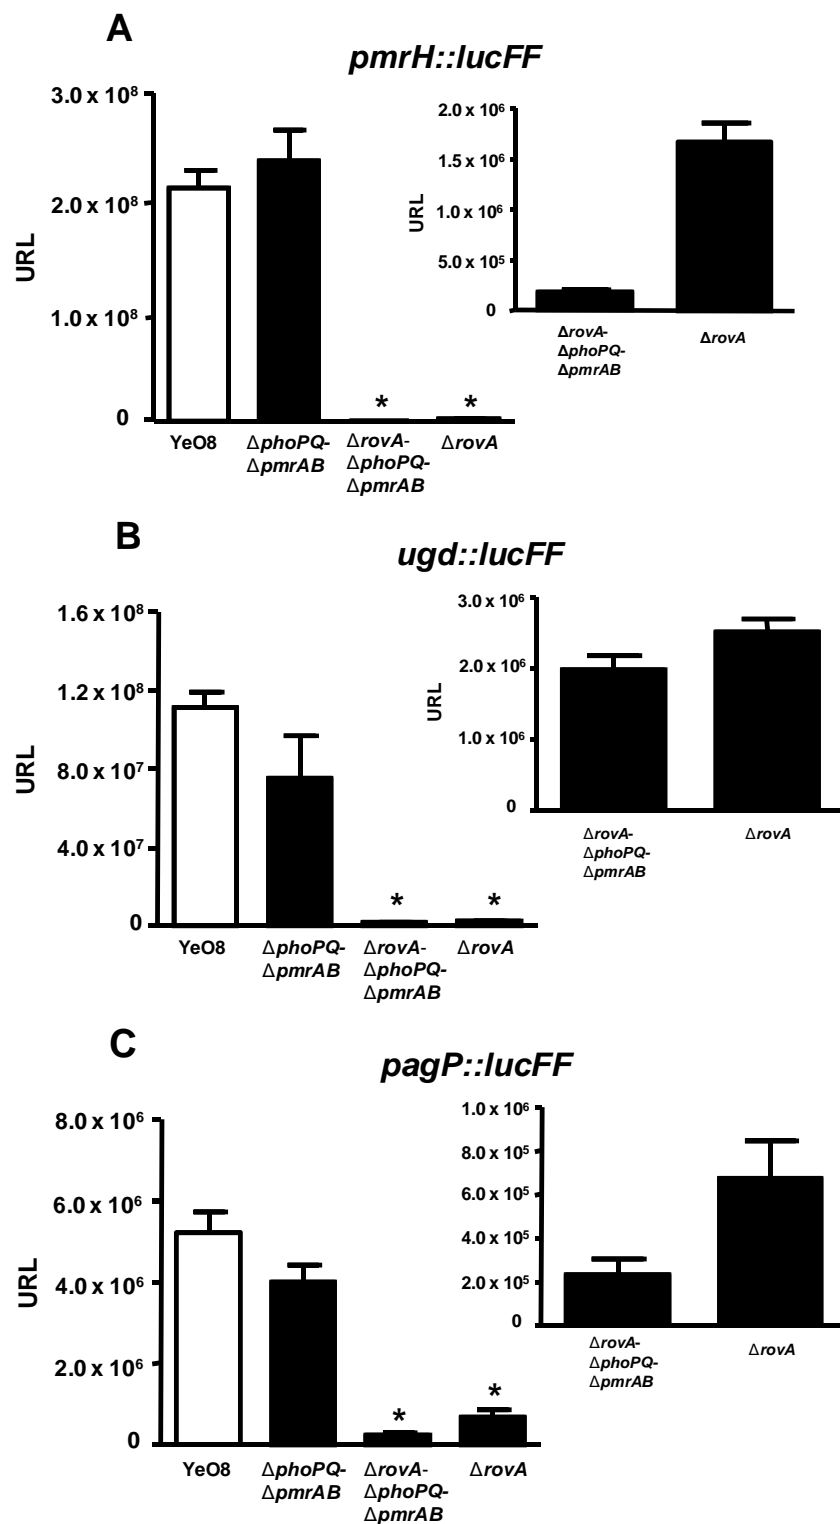 A
pmrH::lucFF
3.0 x 10⁸
2.0 x 10⁸
1.0 x 10⁸
0
URL
YeO8
ΔphoPQ-
ΔpmrAB
ΔrovA-
ΔphoPQ-
ΔpmrAB
ΔrovA
*
*
2.0 x 10⁶
1.5 x 10⁶
1.0 x 10⁶
5.0 x 10⁵
0
URL
ΔrovA-
ΔphoPQ-
ΔpmrAB
ΔrovA
B
ugd::lucFF
1.6 x 10⁸
1.2 x 10⁸
8.0 x 10⁷
4.0 x 10⁷
0
URL
YeO8
ΔphoPQ-
ΔpmrAB
ΔrovA-
ΔphoPQ-
ΔpmrAB
ΔrovA
*
*
3.0 x 10⁶
2.0 x 10⁶
1.0 x 10⁶
0
URL
ΔrovA-
ΔphoPQ-
ΔpmrAB
ΔrovA
C
pagP::lucFF
8.0 x 10⁶
6.0 x 10⁶
4.0 x 10⁶
2.0 x 10⁶
0
URL
YeO8
ΔphoPQ-
ΔpmrAB
ΔrovA-
ΔphoPQ-
ΔpmrAB
ΔrovA
*
*
1.0 x 10⁶
8.0 x 10⁵
6.0 x 10⁵
4.0 x 10⁵
2.0 x 10⁵
0
ΔrovA-
ΔphoPQ-
ΔpmrAB
ΔrovA